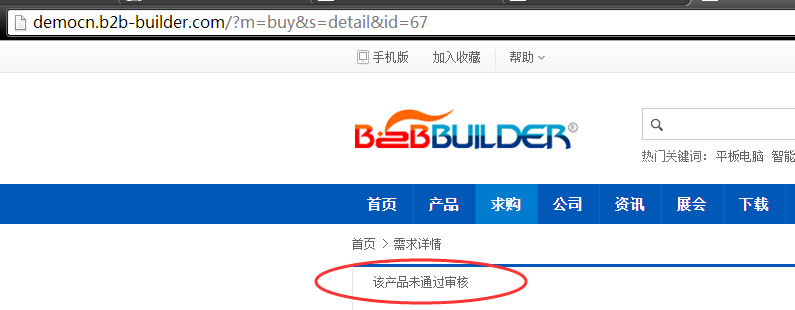 democn.b2b-builder.com/?m=buy&s=detail&id=67
手机版 加入收藏 帮助
B2BBUILDER®
热门关键词: 平板电脑 智能
首页 产品 求购 公司 资讯 展会 下载
首页 > 需求详情
该产品未通过审核